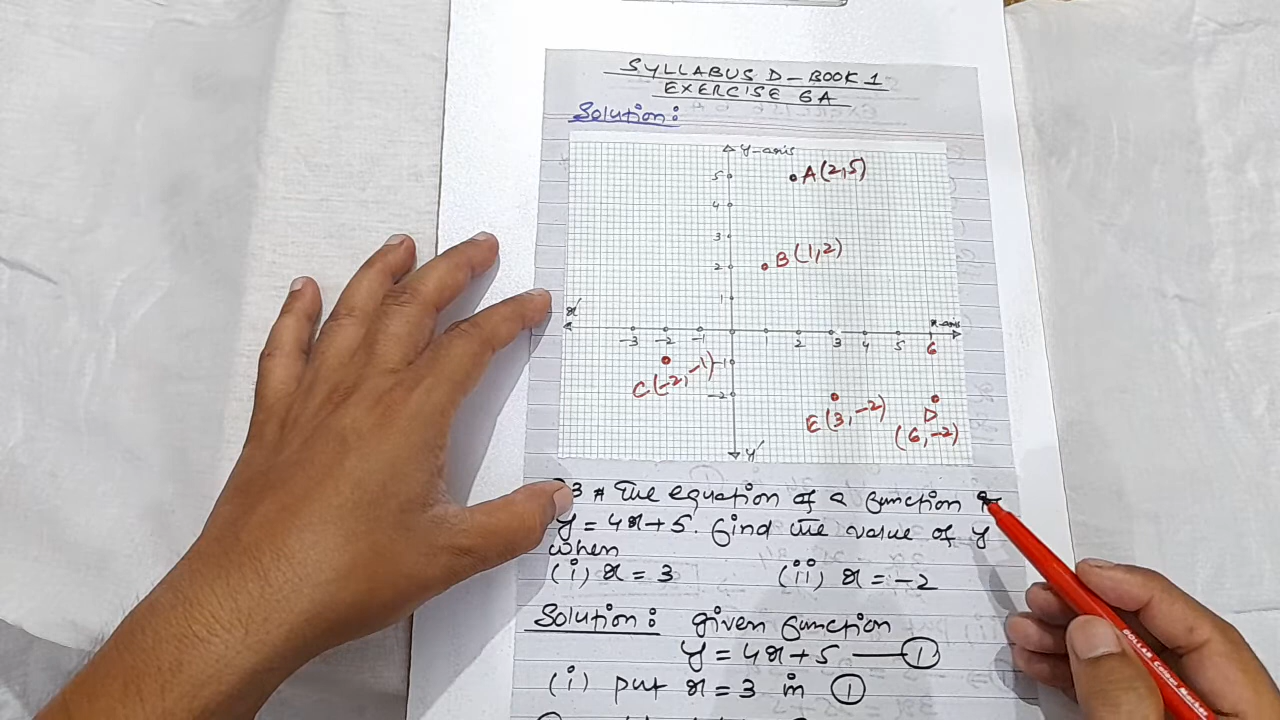 SYLLABUS D - BOOK 1
EXERCISE 6A
Solution:
y-axis
5
A(2,5)
4
3
B(1,2)
2
1
x'
x-axis
-3 -2 -1 1 2 3 4 5 6
-1
C(-2,-1)
-2
E(3,-2)
D
(6,-2)
y'
3 # The equation of a function is
y = 4x+5. Find the value of y
when
(i) x = 3 (ii) x = -2
Solution: given function
y = 4x+5 — ①
(i) put x = 3 in ①
DOLLAR Colour Marker